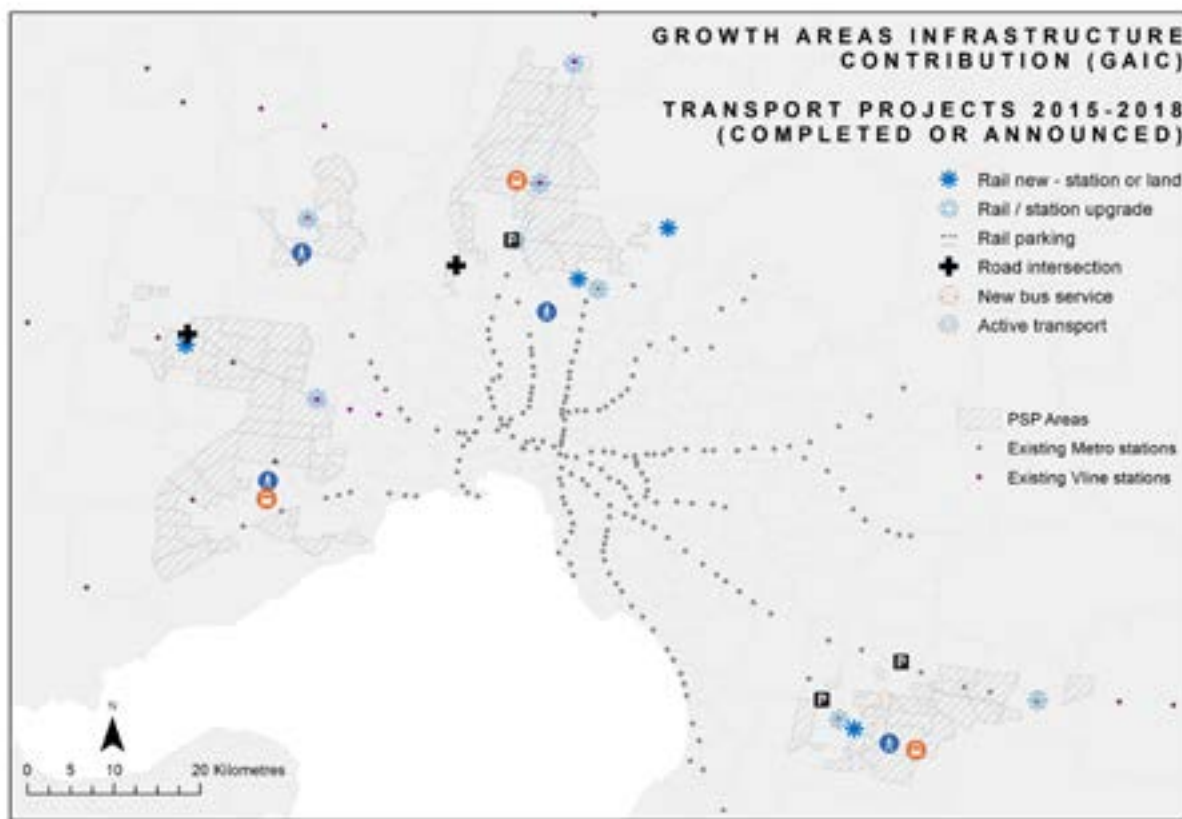 GROWTH AREAS INFRASTRUCTURE
CONTRIBUTION (GAIC)
TRANSPORT PROJECTS 2015-2018
(COMPLETED OR ANNOUNCED)
Rail new - station or land
Rail / station upgrade
Rail parking
Road intersection
New bus service
Active transport
PSP Areas
Existing Metro stations
Existing Vline stations
P
P
P
N
0 5 10 20 Kilometres